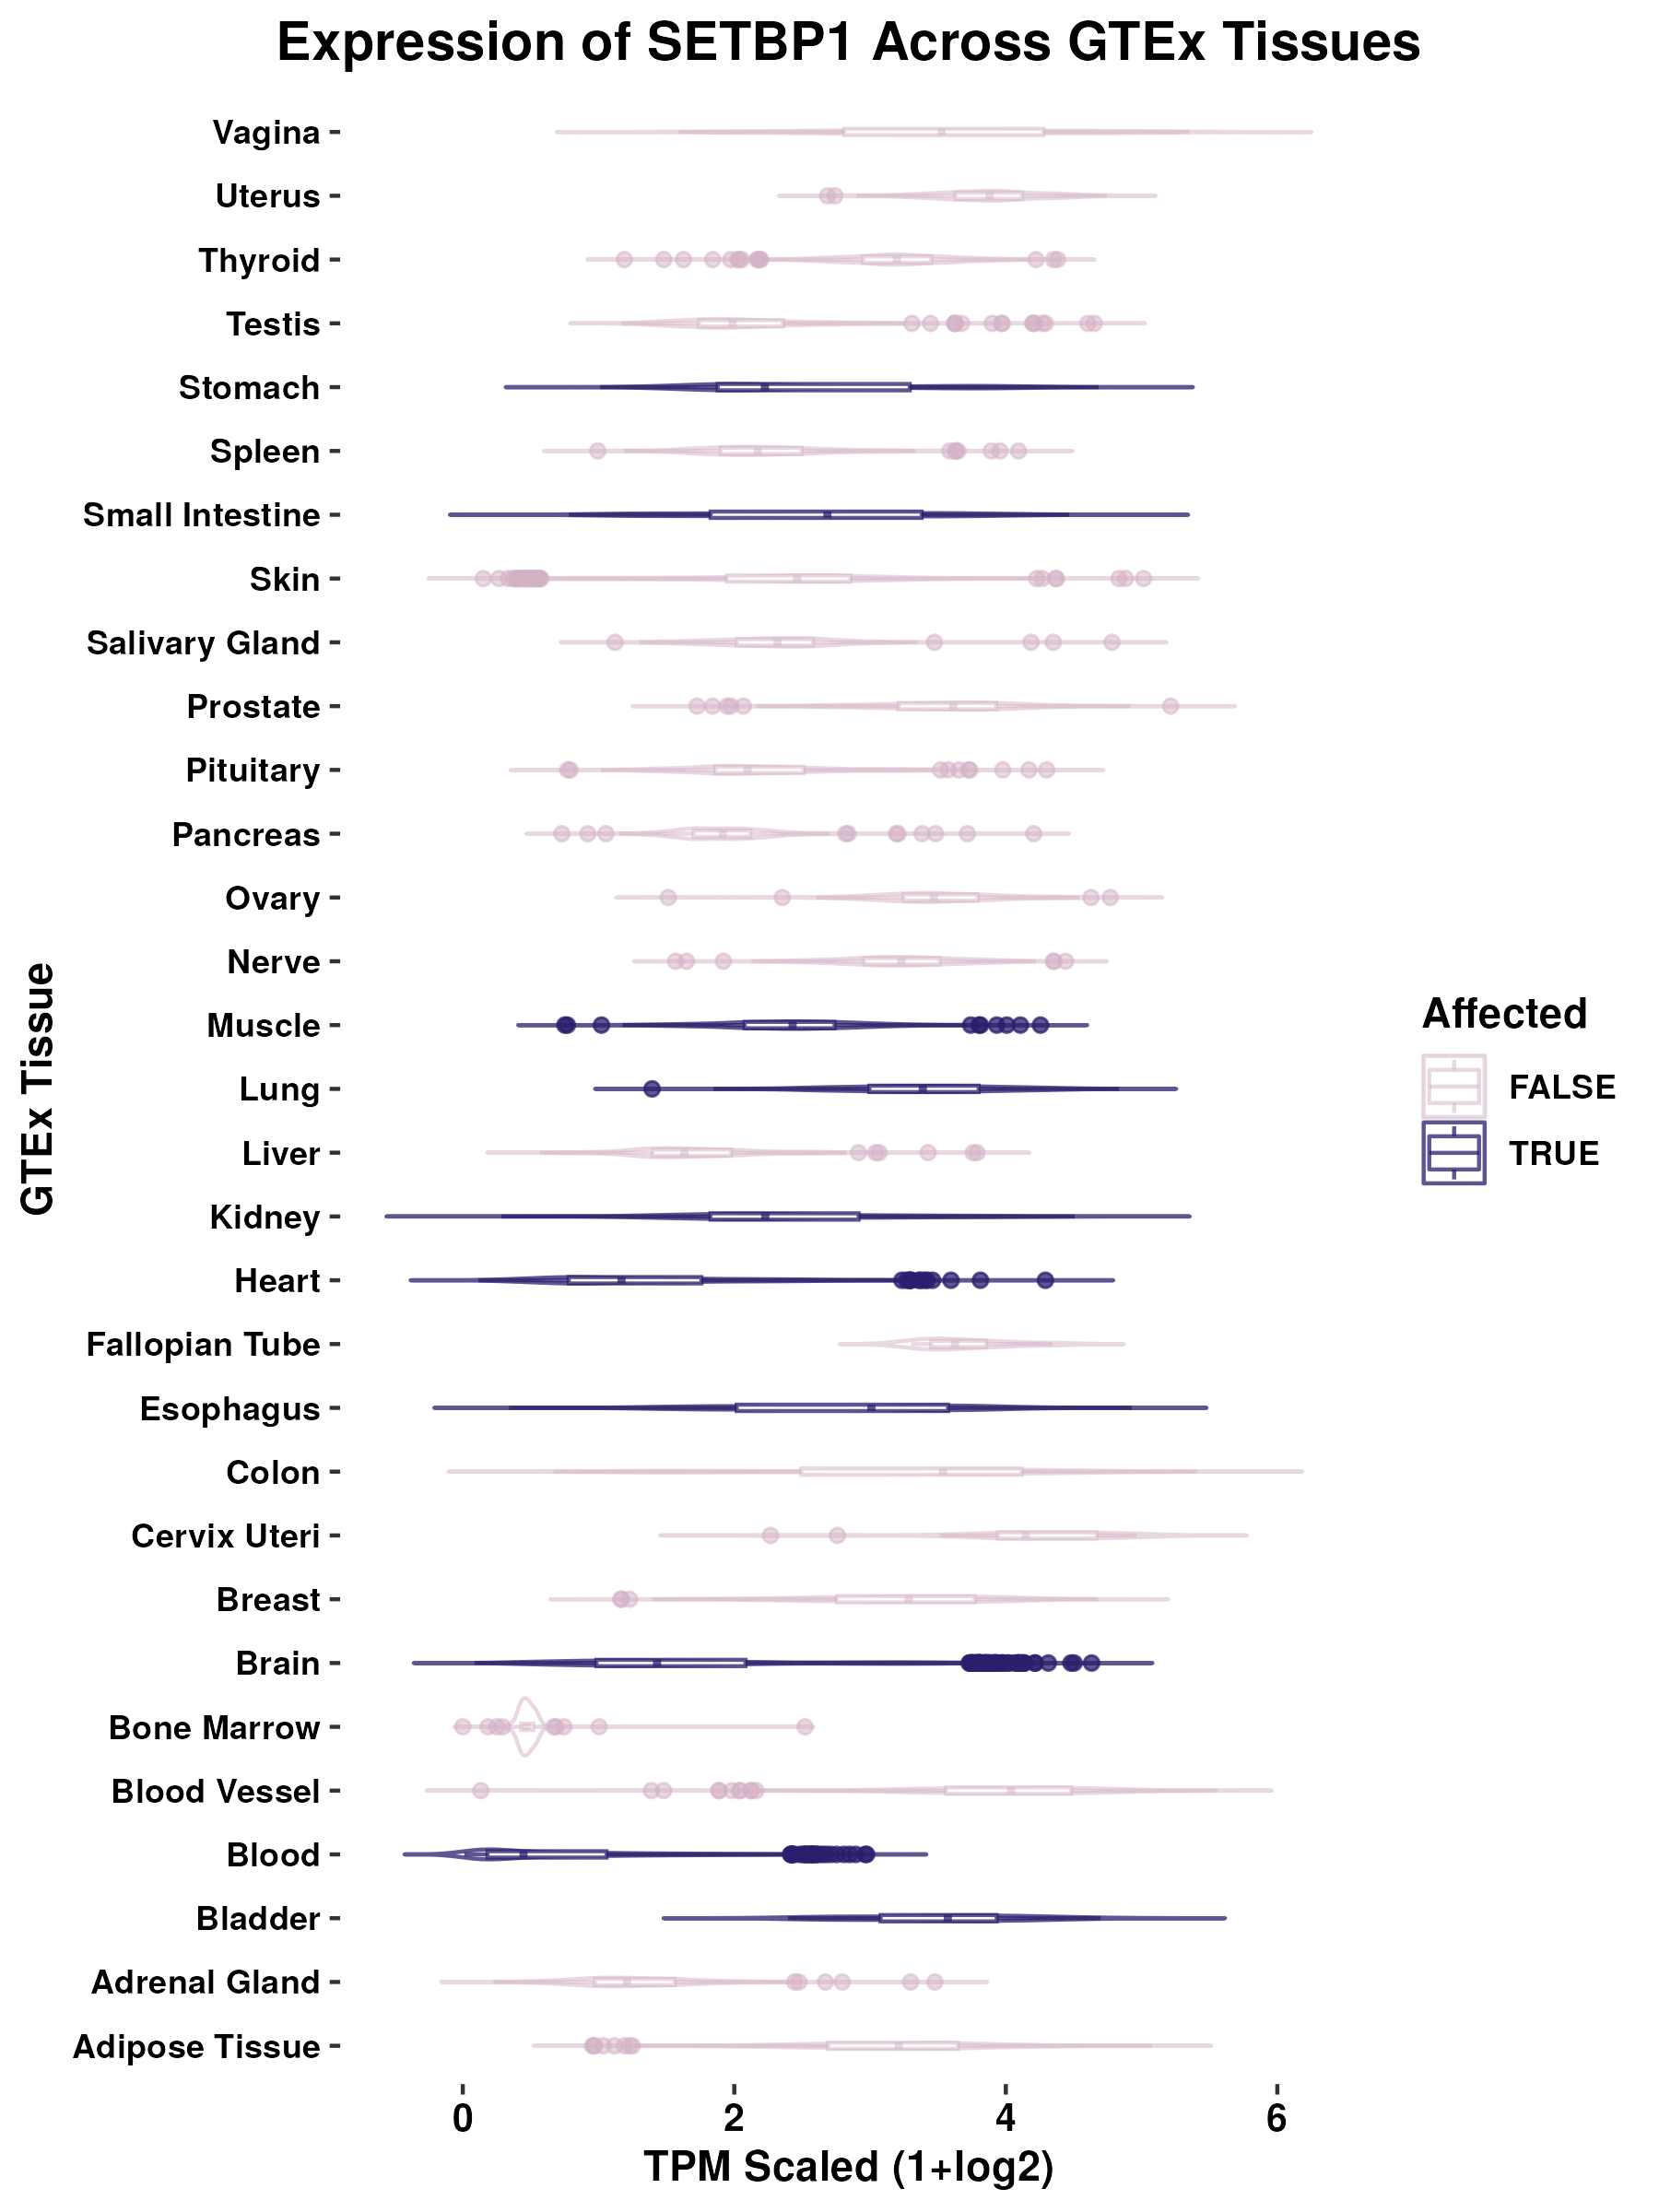 Expression of SETBP1 Across GTEx Tissues
GTEx Tissue
Vagina
Uterus
Thyroid
Testis
Stomach
Spleen
Small Intestine
Skin
Salivary Gland
Prostate
Pituitary
Pancreas
Ovary
Nerve
Muscle
Lung
Liver
Kidney
Heart
Fallopian Tube
Esophagus
Colon
Cervix Uteri
Breast
Brain
Bone Marrow
Blood Vessel
Blood
Bladder
Adrenal Gland
Adipose Tissue
0 2 4 6
TPM Scaled (1+log2)
Affected
FALSE
TRUE